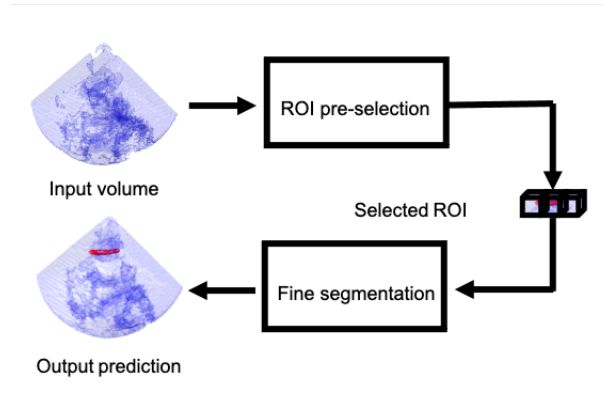 ROI pre-selection
Input volume
Selected ROI
Fine segmentation
Output prediction